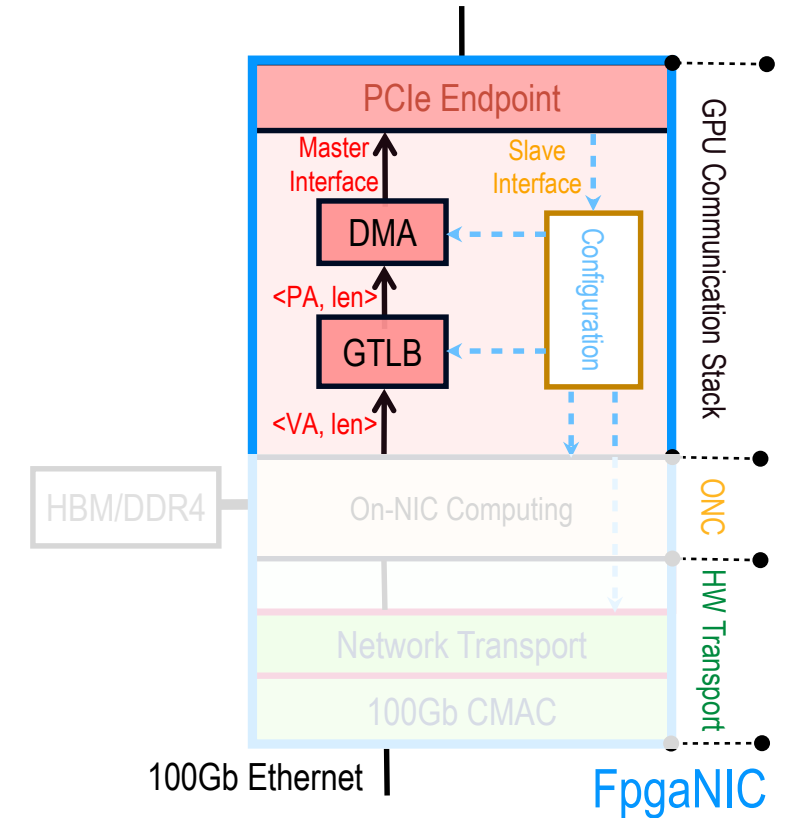 PCIe Endpoint
Master
Interface
Slave
Interface
DMA
<PA, len>
GTLB
<VA, len>
Configuration
GPU Communication Stack
HBM/DDR4
On-NIC Computing
ONC
Network Transport
100Gb CMAC
HW Transport
100Gb Ethernet
FpgaNIC